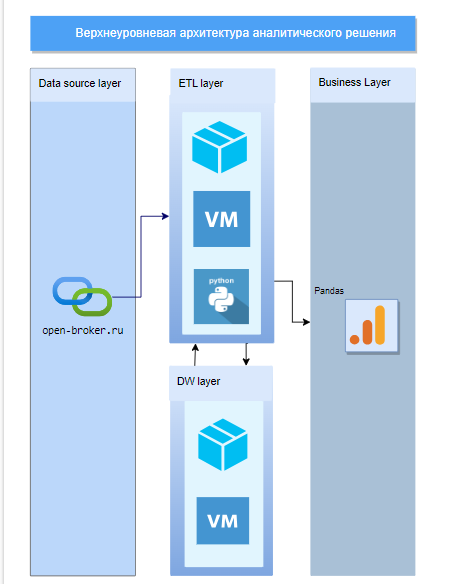 Верхнеуровневая архитектура аналитического решения
Data source layer
ETL layer
Business Layer
VM
python
Pandas
open-broker.ru
DW layer
VM